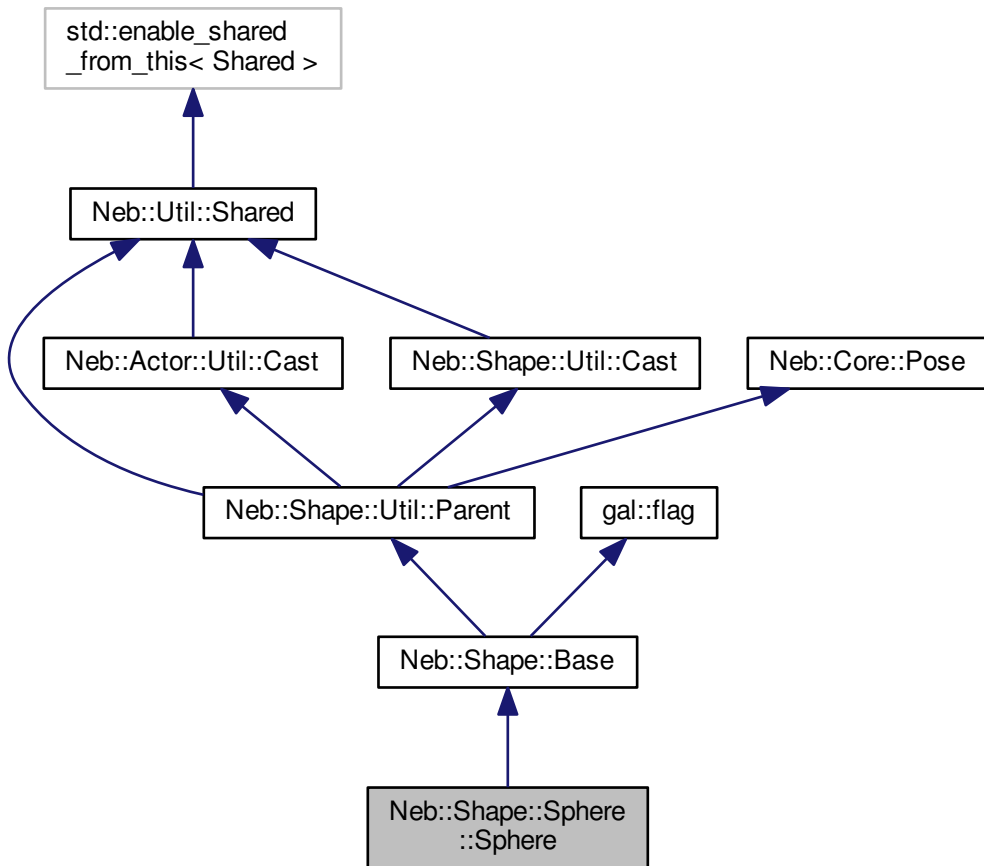 std::enable_shared
_from_this< Shared >
Neb::Util::Shared
Neb::Actor::Util::Cast
Neb::Shape::Util::Cast
Neb::Core::Pose
Neb::Shape::Util::Parent
gal::flag
Neb::Shape::Base
Neb::Shape::Sphere
::Sphere